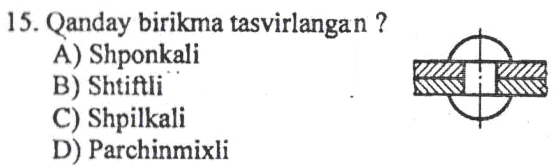 15. Qanday birikma tasvirlangan ?
A) Shponkali
B) Shtiftli
C) Shpilkali
D) Parchinmixli